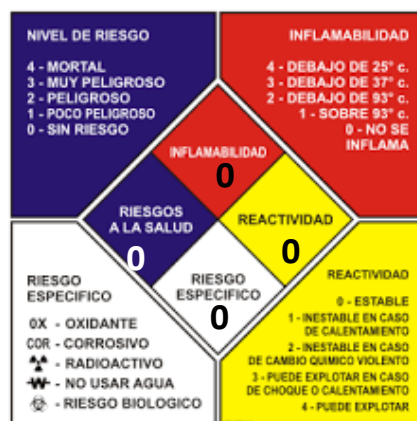 NIVEL DE RIESGO
4 - MORTAL
3 - MUY PELIGROSO
2 - PELIGROSO
1 - POCO PELIGROSO
0 - SIN RIESGO
INFLAMABILIDAD
4 - DEBAJO DE 25° c.
3 - DEBAJO DE 37° c.
2 - DEBAJO DE 93° c.
1 - SOBRE 93° c.
0 - NO SE
INFLAMA
INFLAMABILIDAD
0
RIESGOS
A LA SALUD
0
REACTIVIDAD
0
RIESGO
ESPECIFICO
0
RIESGO
ESPECIFICO
OX - OXIDANTE
COR - CORROSIVO
- RADIOACTIVO
W - NO USAR AGUA
- RIESGO BIOLOGICO
REACTIVIDAD
0 - ESTABLE
1 - INESTABLE EN CASO
DE CALENTAMIENTO
2 - INESTABLE EN CASO
DE CAMBIO QUIMICO VIOLENTO
3 - PUEDE EXPLOTAR EN CASO
DE CHOQUE O CALENTAMIENTO
4 - PUEDE EXPLOTAR